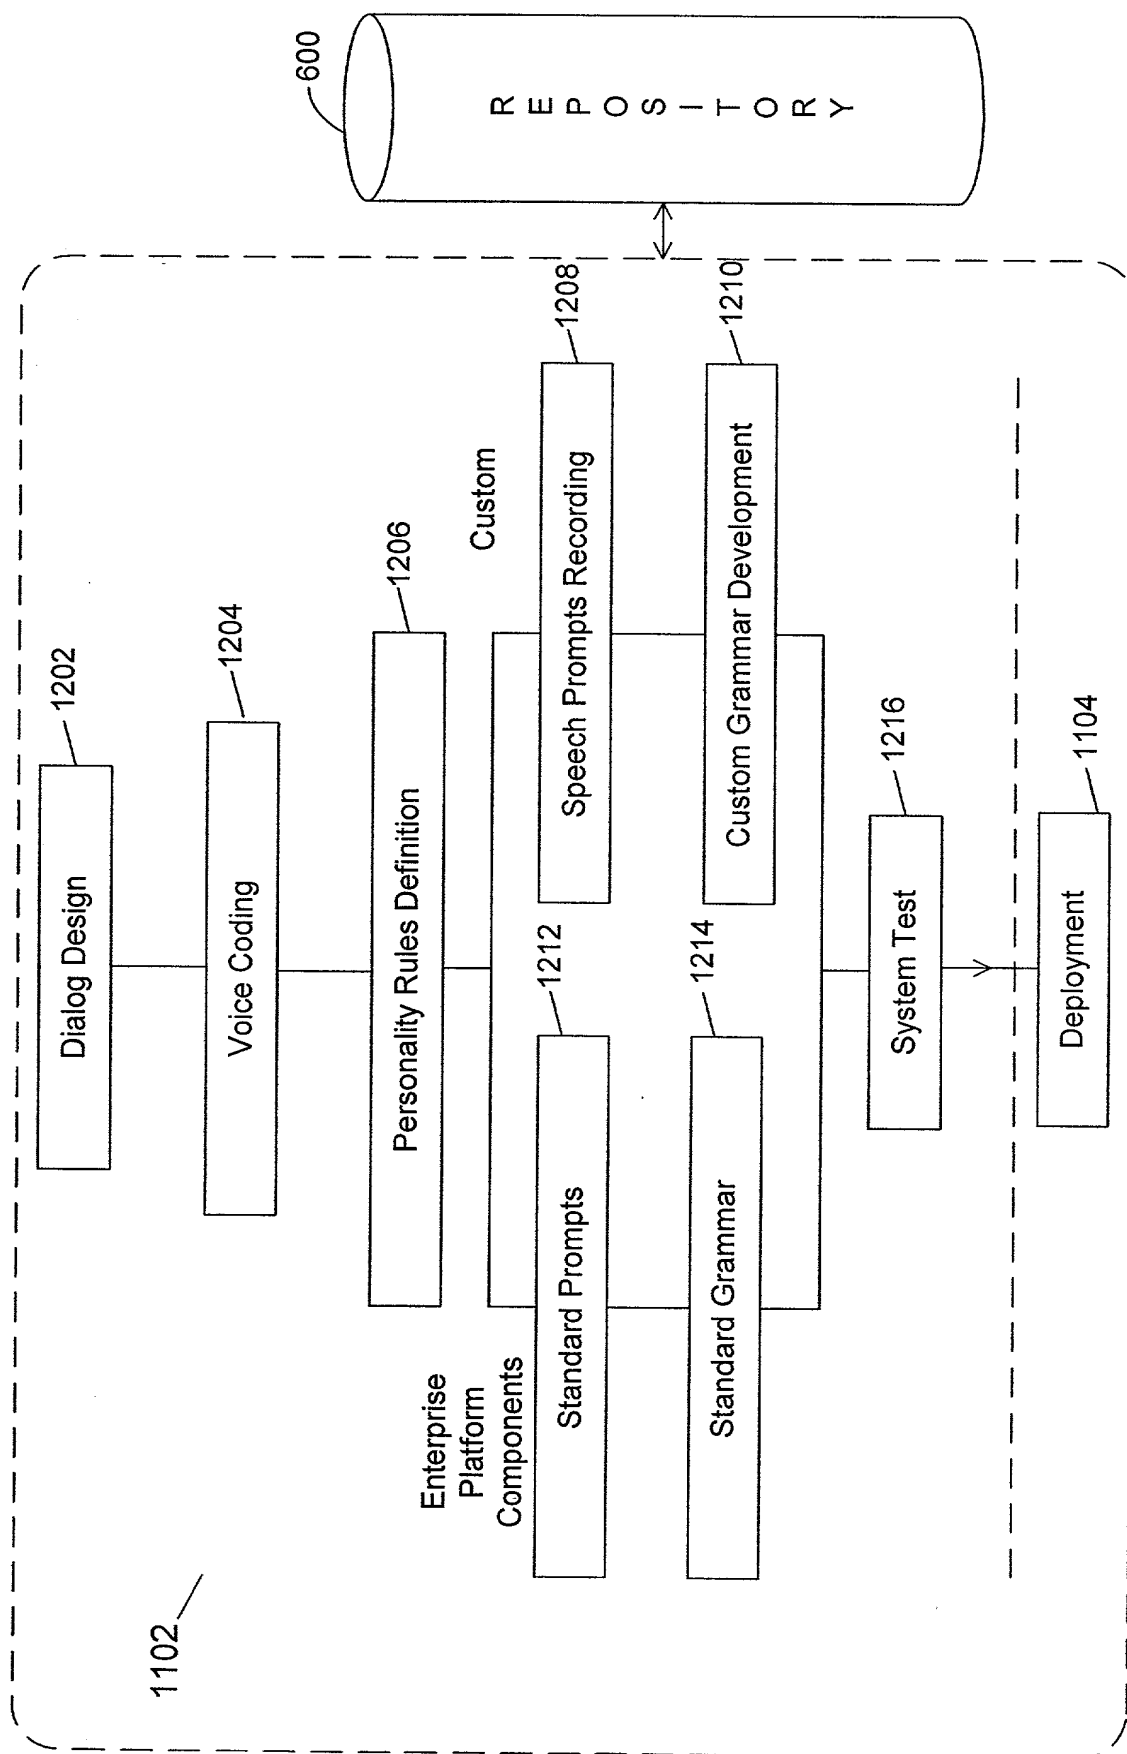 600
REPOSITORY
1202
Dialog Design
1204
Voice Coding
1206
Personality Rules Definition
Enterprise
Platform
Components
Custom
1212
Standard Prompts
1208
Speech Prompts Recording
1214
Standard Grammar
1210
Custom Grammar Development
1216
System Test
1104
Deployment
1102